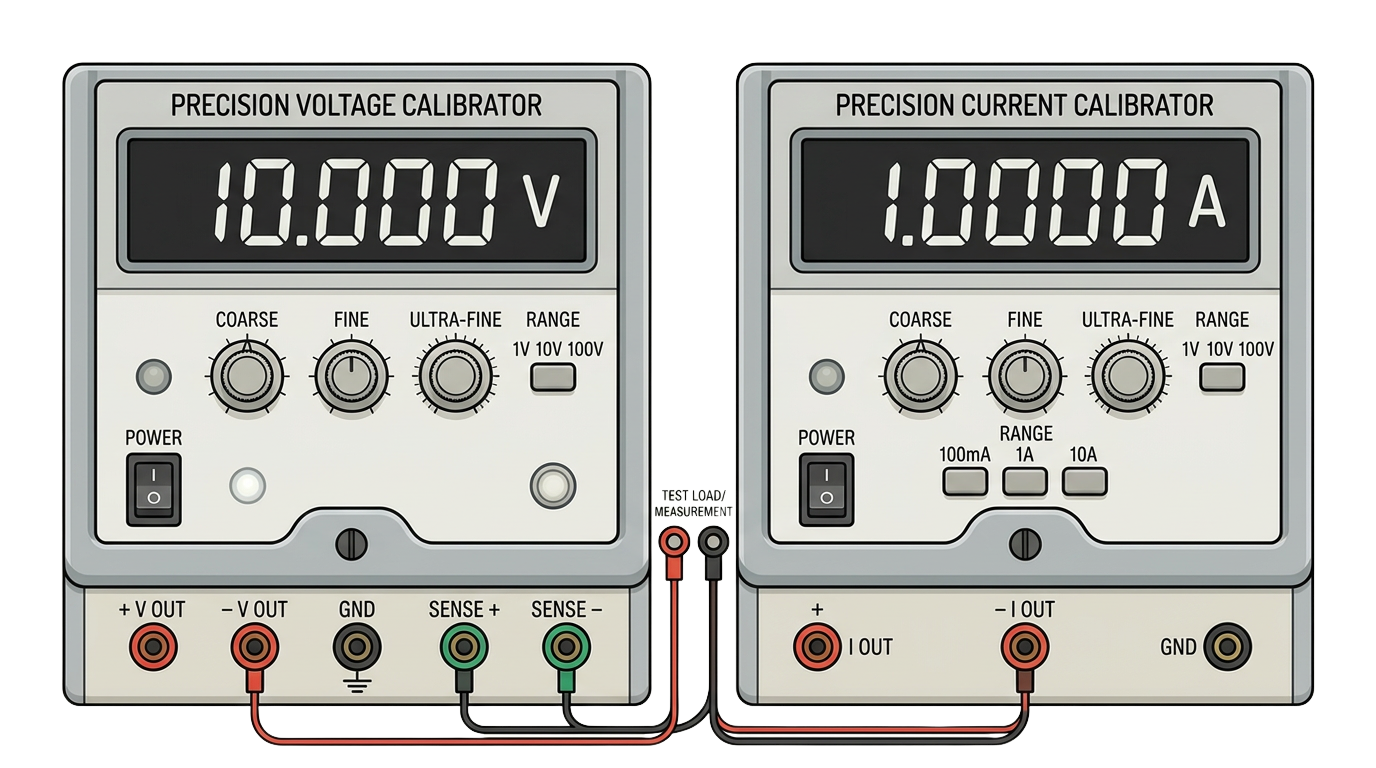 PRECISION VOLTAGE CALIBRATOR
10.000 V
COARSE FINE ULTRA-FINE RANGE
1V 10V 100V
POWER
I
O
+ V OUT – V OUT GND SENSE + SENSE –
TEST LOAD/
MEASUREMENT
PRECISION CURRENT CALIBRATOR
1.0000 A
COARSE FINE ULTRA-FINE RANGE
1V 10V 100V
POWER
I
O
RANGE
100mA 1A 10A
+ – I OUT
I OUT GND